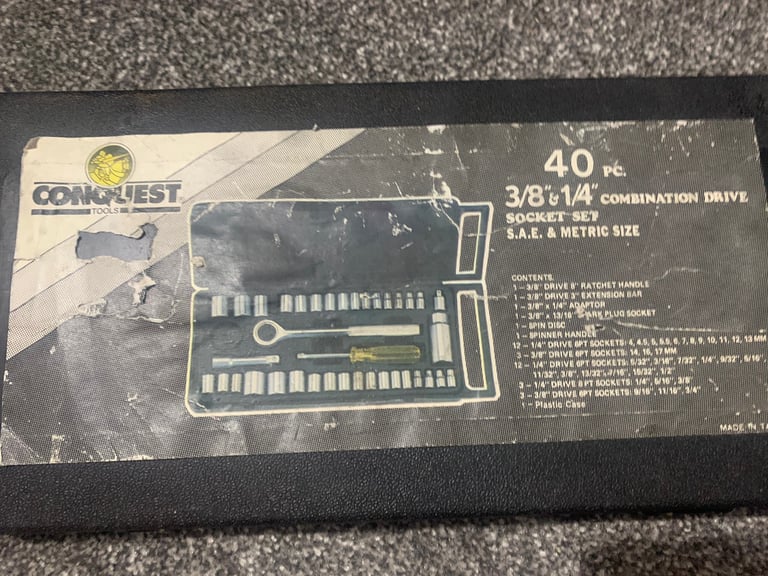 CONQUEST
TOOLS
40 PC.
3/8" & 1/4" COMBINATION DRIVE
SOCKET SET
S.A.E. & METRIC SIZE
CONTENTS.
1 – 3/8" DRIVE 8" RATCHET HANDLE
1 – 3/8" DRIVE 3" EXTENSION BAR
1 – 3/8" x 1/4" ADAPTOR
1 – 3/8" x 13/16" PLUG SOCKET
1 – SPIN DISC
1 – SPINNER HANDLE
12 – 1/4" DRIVE 6PT SOCKETS: 4, 4.5, 5, 5.5, 6, 7, 8, 9, 10, 11, 12, 13 MM
3 – 3/8" DRIVE 6PT SOCKETS: 14, 15, 17 MM
12 – 1/4" DRIVE 6PT SOCKETS: 5/32", 3/16", 7/32", 1/4", 9/32", 5/16",
11/32", 3/8", 13/32", 7/16", 15/32", 1/2"
3 – 1/4" DRIVE 8 PT SOCKETS: 1/4", 5/16", 3/8"
3 – 3/8" DRIVE 6PT SOCKETS: 9/16", 11/16", 3/4"
1 – Plastic Case
MADE IN